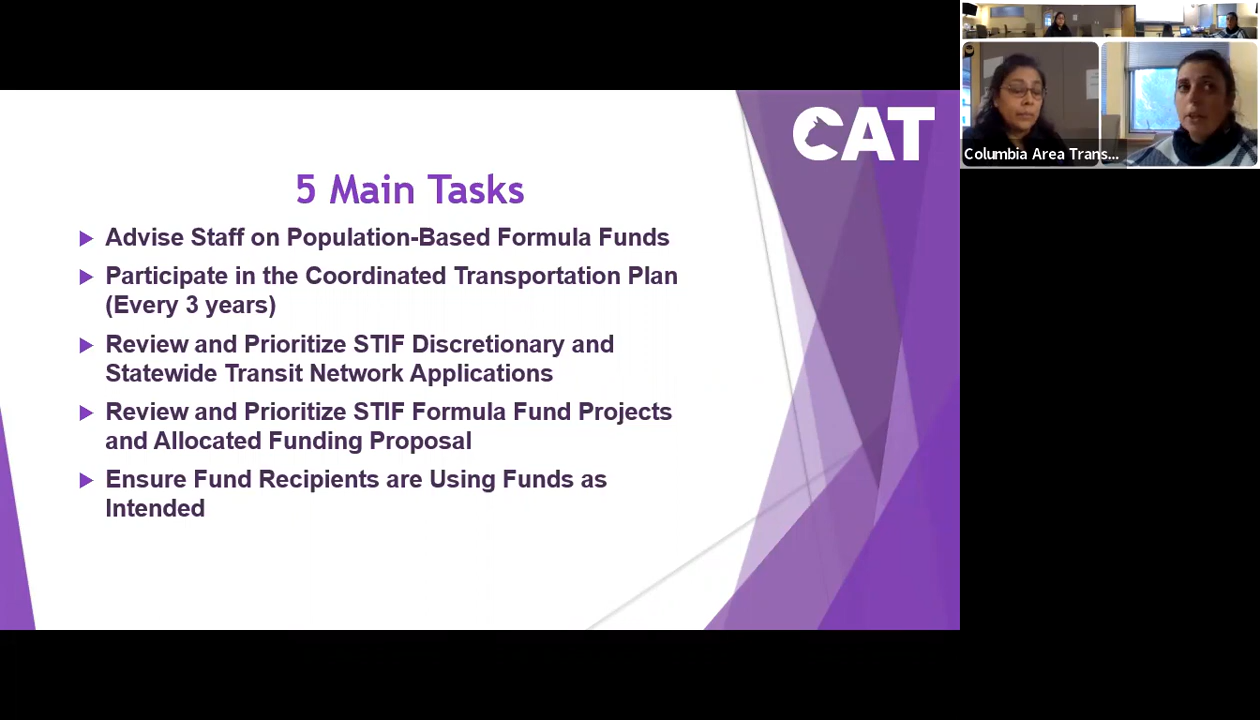 CAT
5 Main Tasks
Advise Staff on Population-Based Formula Funds
Participate in the Coordinated Transportation Plan
(Every 3 years)
Review and Prioritize STIF Discretionary and
Statewide Transit Network Applications
Review and Prioritize STIF Formula Fund Projects
and Allocated Funding Proposal
Ensure Fund Recipients are Using Funds as
Intended
Columbia Area Trans...